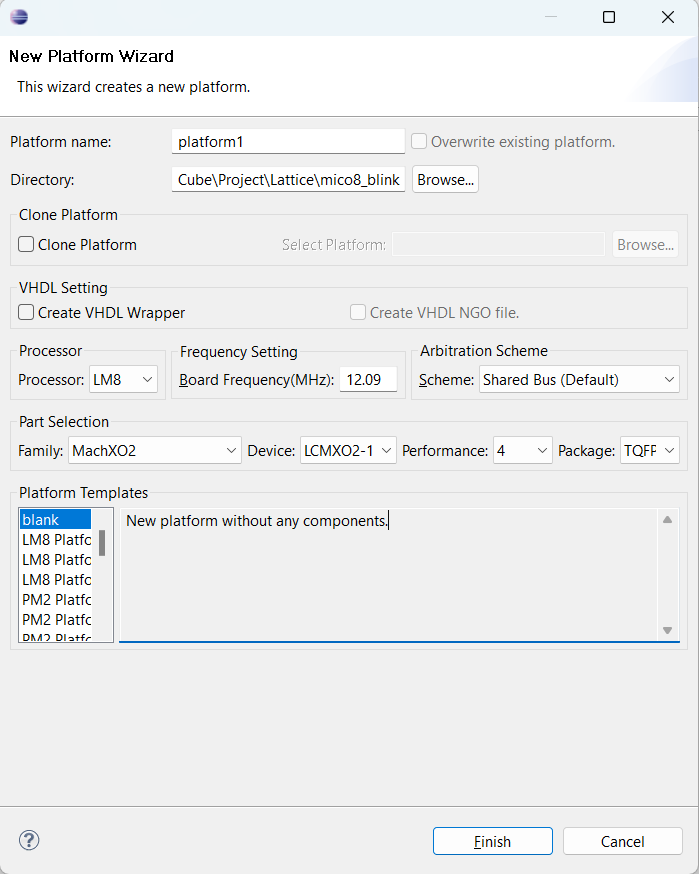 New Platform Wizard
This wizard creates a new platform.
Platform name: platform1 Overwrite existing platform.
Directory: Cube\Project\Lattice\mico8_blink Browse...
Clone Platform
Clone Platform Select Platform: Browse...
VHDL Setting
Create VHDL Wrapper Create VHDL NGO file.
Processor Frequency Setting Arbitration Scheme
Processor: LM8 Board Frequency(MHz): 12.09 Scheme: Shared Bus (Default)
Part Selection
Family: MachXO2 Device: LCMXO2-1 Performance: 4 Package: TQFP
Platform Templates
blank New platform without any components.
LM8 Platfo
LM8 Platfo
LM8 Platfo
PM2 Platfo
PM2 Platfo
PM2 Platfo
? Finish Cancel